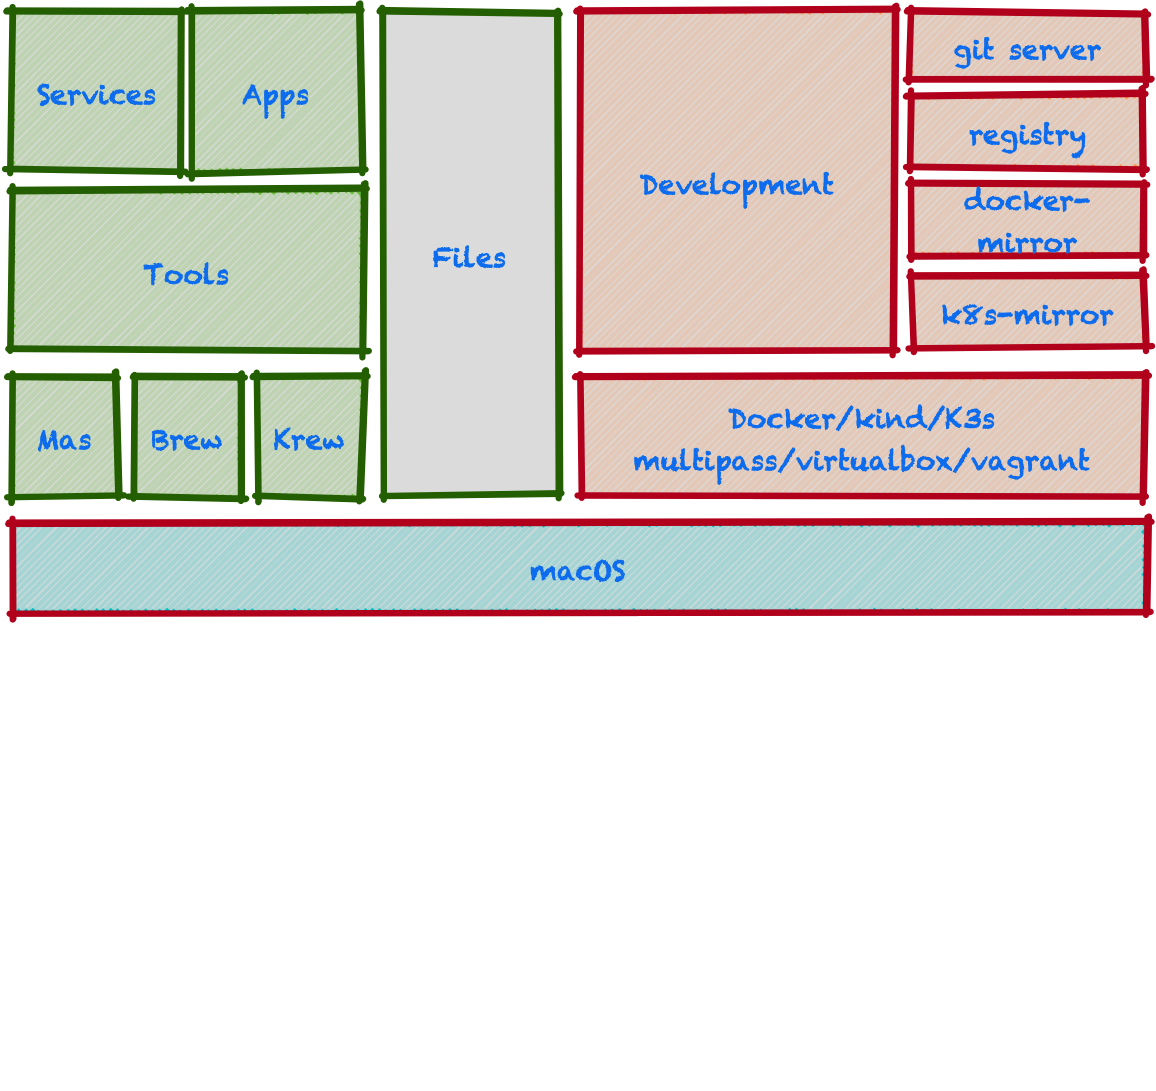 Services
Apps
Files
Development
git server
registry
docker-
mirror
k8s-mirror
Tools
Mas
Brew
Krew
Docker/kind/K3s
multipass/virtualbox/vagrant
macOS